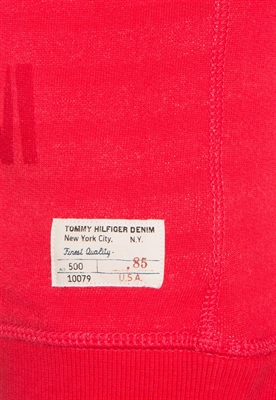 TOMMY HILFIGER DENIM
New York City, N.Y.
Finest Quality.
500 .85
10079 U.S.A.